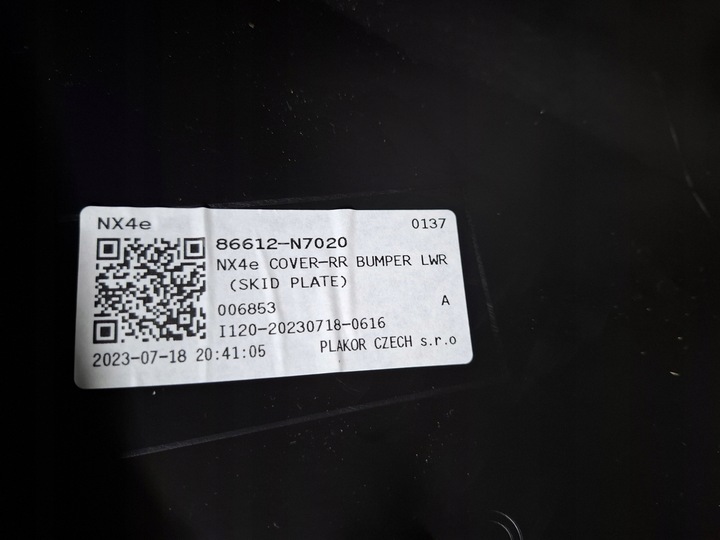 NX4e 0137
86612-N7020
NX4e COVER-RR BUMPER LWR
(SKID PLATE)
006853 A
I120-20230718-0616
2023-07-18 20:41:05 PLAKOR CZECH s.r.o